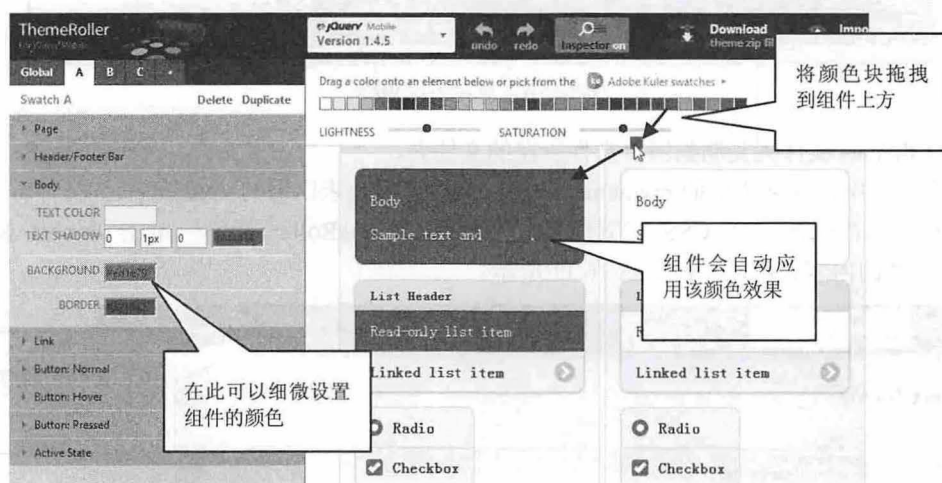 ThemeRoller
Global A B C +
Swatch A Delete Duplicate
Page
Header/Footer Bar
Body
TEXT COLOR
TEXT SHADOW 0 1px 0
BACKGROUND
BORDER
Link
Button: Normal
Button: Hover
Button: Pressed
Active State
jQuery Mobile
Version 1.4.5
undo redo
Inspector on
Download
theme zip fil
Impo
Drag a color onto an element below or pick from the Adobe Kuler swatches
LIGHTNESS SATURATION
将颜色块拖拽
到组件上方
Body
Sample text and
List Header
Read-only list item
Linked list item
Radio
Checkbox
Body
S
L
R
Linked list item
Radio
Checkbox
组件会自动应
用该颜色效果
在此可以细微设置
组件的颜色